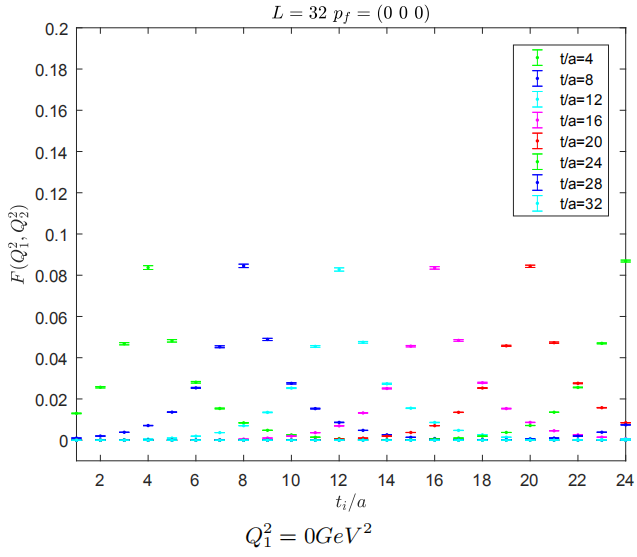 L = 32 p_f = (0 0 0)
0.2
0.18
0.16
0.14
0.12
0.1
0.08
0.06
0.04
0.02
0
F(Q_1^2, Q_2^2)
t/a=4
t/a=8
t/a=12
t/a=16
t/a=20
t/a=24
t/a=28
t/a=32
2 4 6 8 10 12 14 16 18 20 22 24
t_i/a
Q_1^2 = 0GeV^2